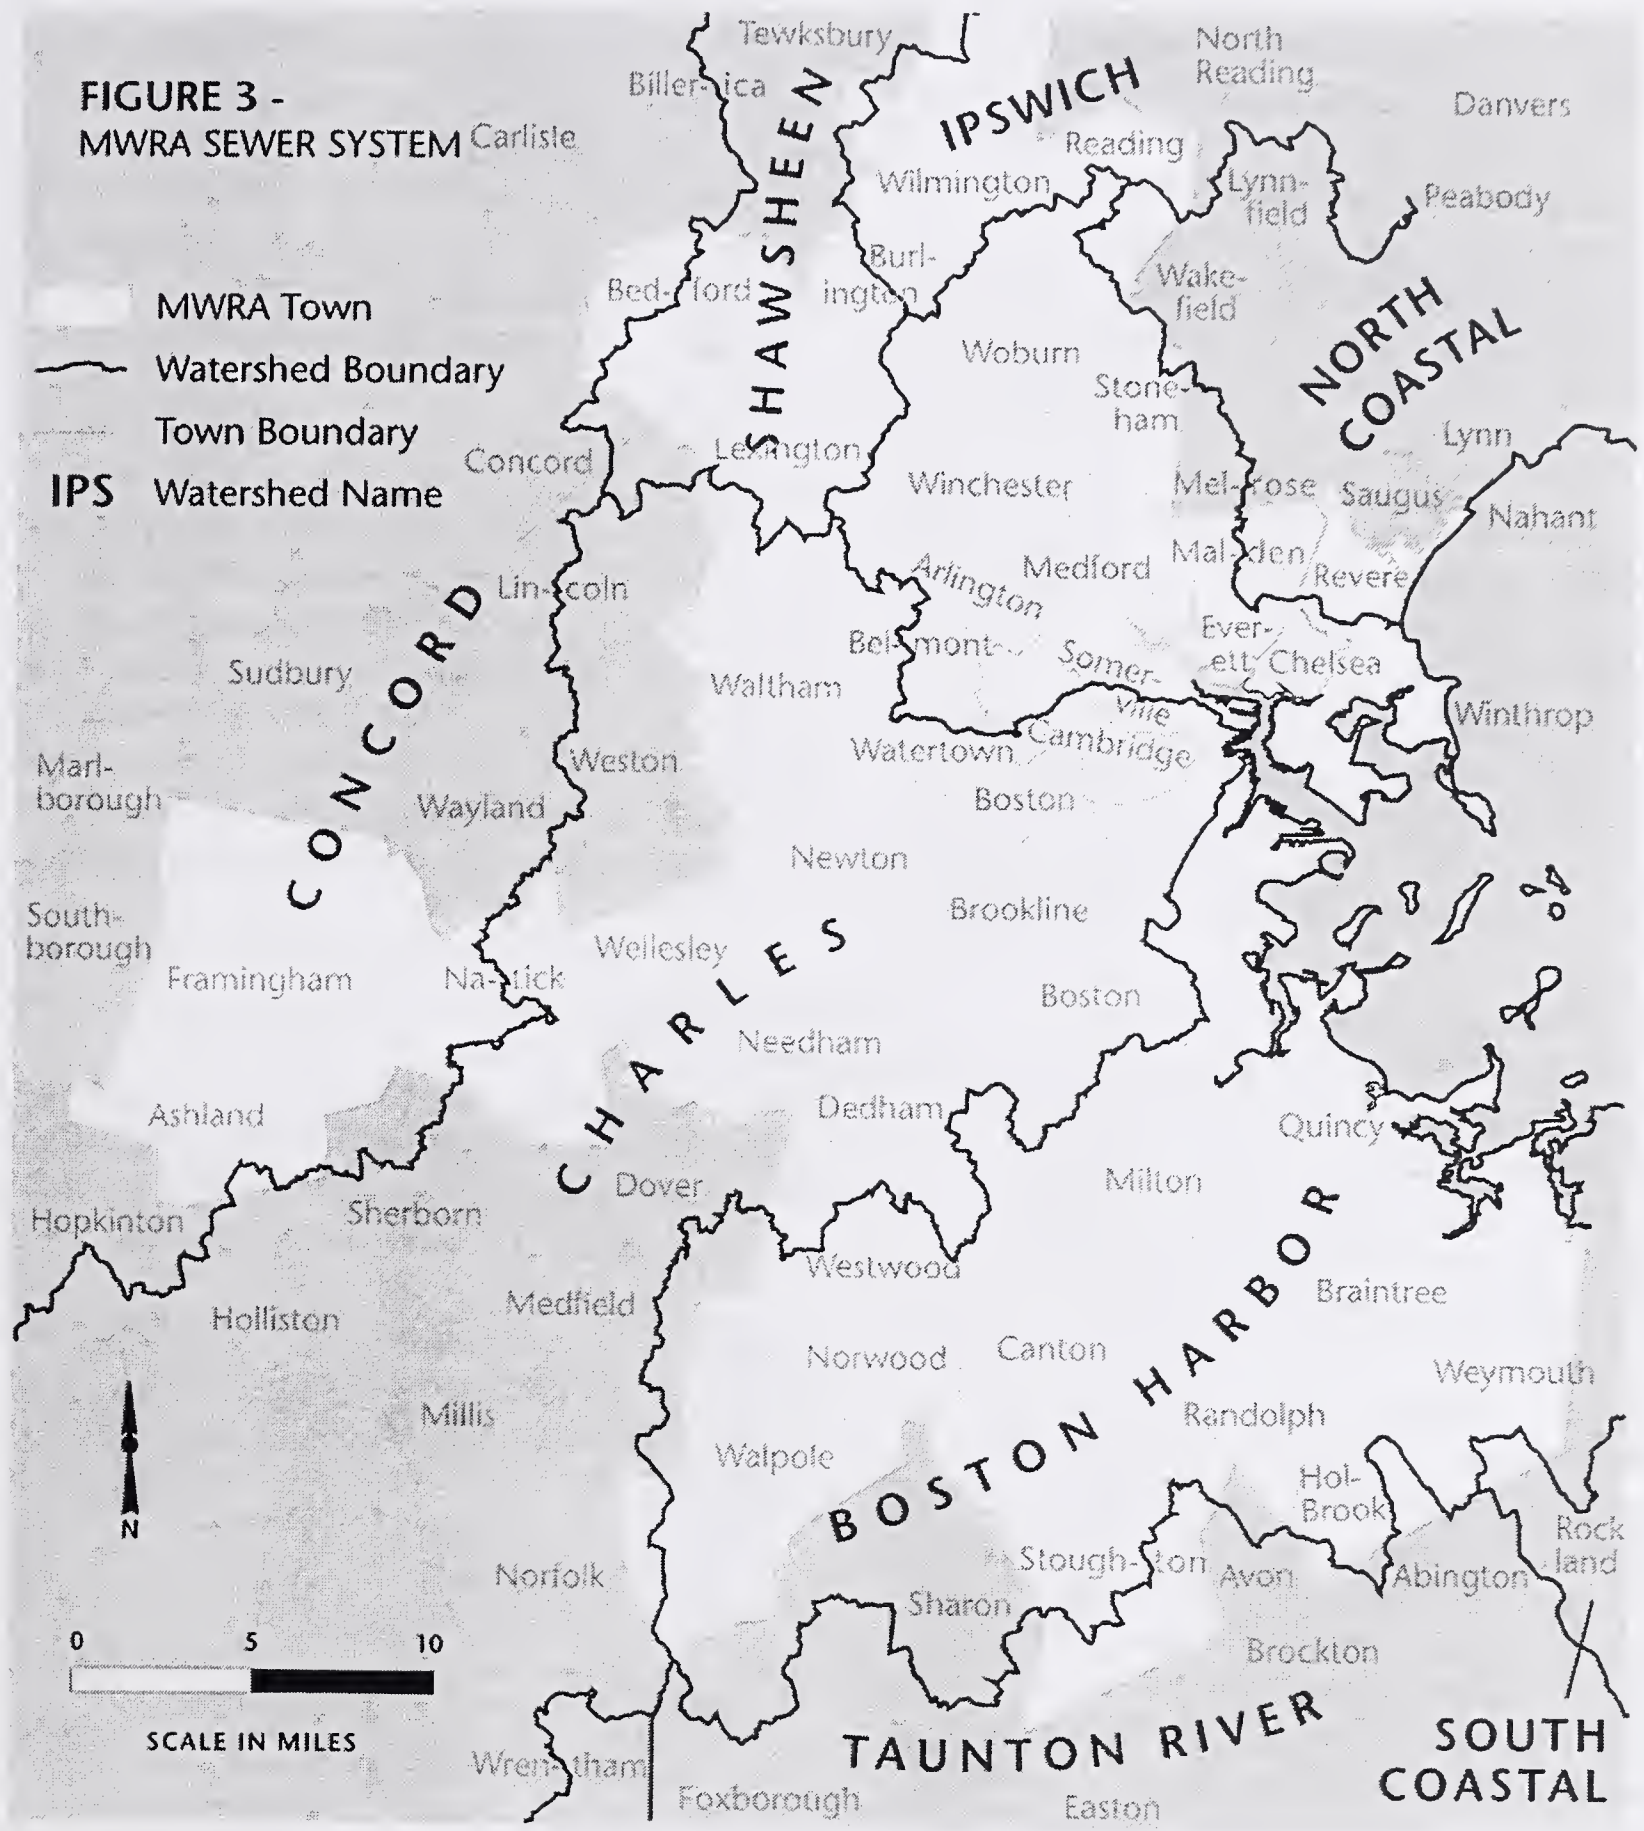 FIGURE 3 -
MWRA SEWER SYSTEM
MWRA Town
Watershed Boundary
Town Boundary
IPS Watershed Name
Tewksbury
Biller- ica
Carlisle
North
Reading
Danvers
IPSWICH
Reading
Wilmington
Lynn-
field
Peabody
SHAWSHEEN
Bed- ford
Burl-
ington
Wake-
field
NORTH
COASTAL
Woburn
Stone-
ham
Lynn
Concord
Lexington
Winchester
Mel- rose
Saugus
Nahant
Lin- coln
Arlington
Medford
Mal- den
Revere
CONCORD
Sudbury
Bel- mont
Somer-
ville
Ever-
ett
Chelsea
Waltham
Winthrop
Marl-
borough
Weston
Watertown
Cambridge
Wayland
Boston
Newton
South-
borough
Brookline
Wellesley
Framingham
Na- tick
Boston
CHARLES
Needham
Ashland
Dedham
Quincy
Dover
Milton
Hopkinton
Sherborn
Westwood
Holliston
Medfield
Braintree
Norwood
Canton
Weymouth
BOSTON HARBOR
Millis
Randolph
Walpole
Hol-
Brook
Rock
land
N
Norfolk
Stough- ton
Avon
Abington
Sharon
Brockton
0 5 10
SCALE IN MILES
TAUNTON RIVER
SOUTH
COASTAL
Wren- tham
Foxborough
Easton